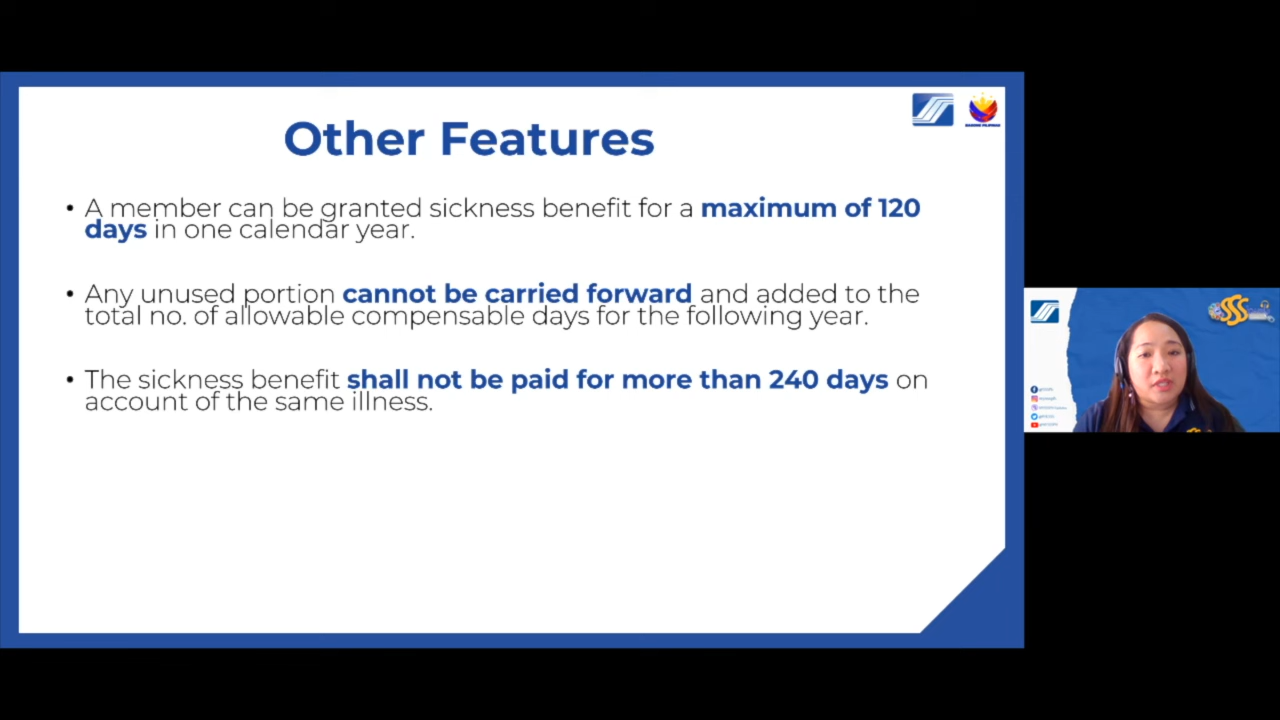 Other Features
• A member can be granted sickness benefit for a maximum of 120
days in one calendar year.
• Any unused portion cannot be carried forward and added to the
total no. of allowable compensable days for the following year.
• The sickness benefit shall not be paid for more than 240 days on
account of the same illness.
SSS